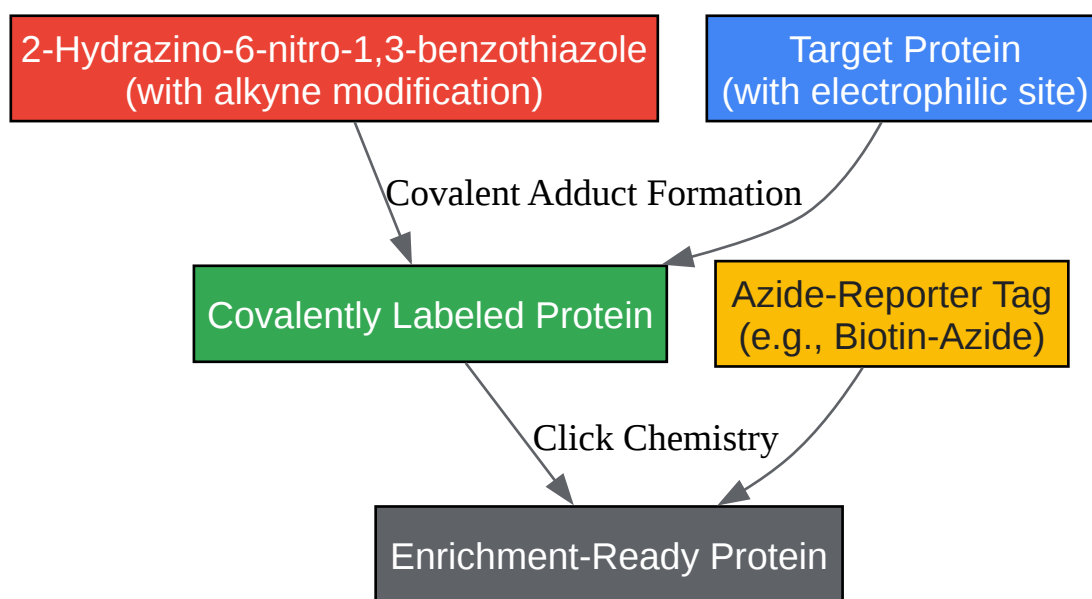 2-Hydrazino-6-nitro-1,3-benzothiazole
(with alkyne modification)
Target Protein
(with electrophilic site)
Covalent Adduct Formation
Covalently Labeled Protein
Azide-Reporter Tag
(e.g., Biotin-Azide)
Click Chemistry
Enrichment-Ready Protein